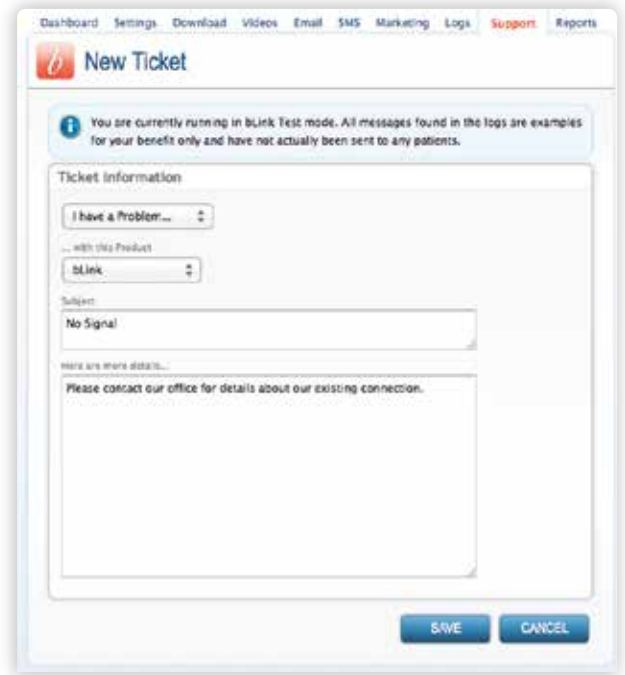 Dashboard Settings Download Videos Email SMS Marketing Logs Support Reports
b New Ticket
You are currently running in bLink Test mode. All messages found in the logs are examples
for your benefit only and have not actually been sent to any patients.
Ticket Information
I have a Problem...
... with this Product
bLink
Subject
No Signal
Here are more details...
Please contact our office for details about our existing connection.
SAVE CANCEL